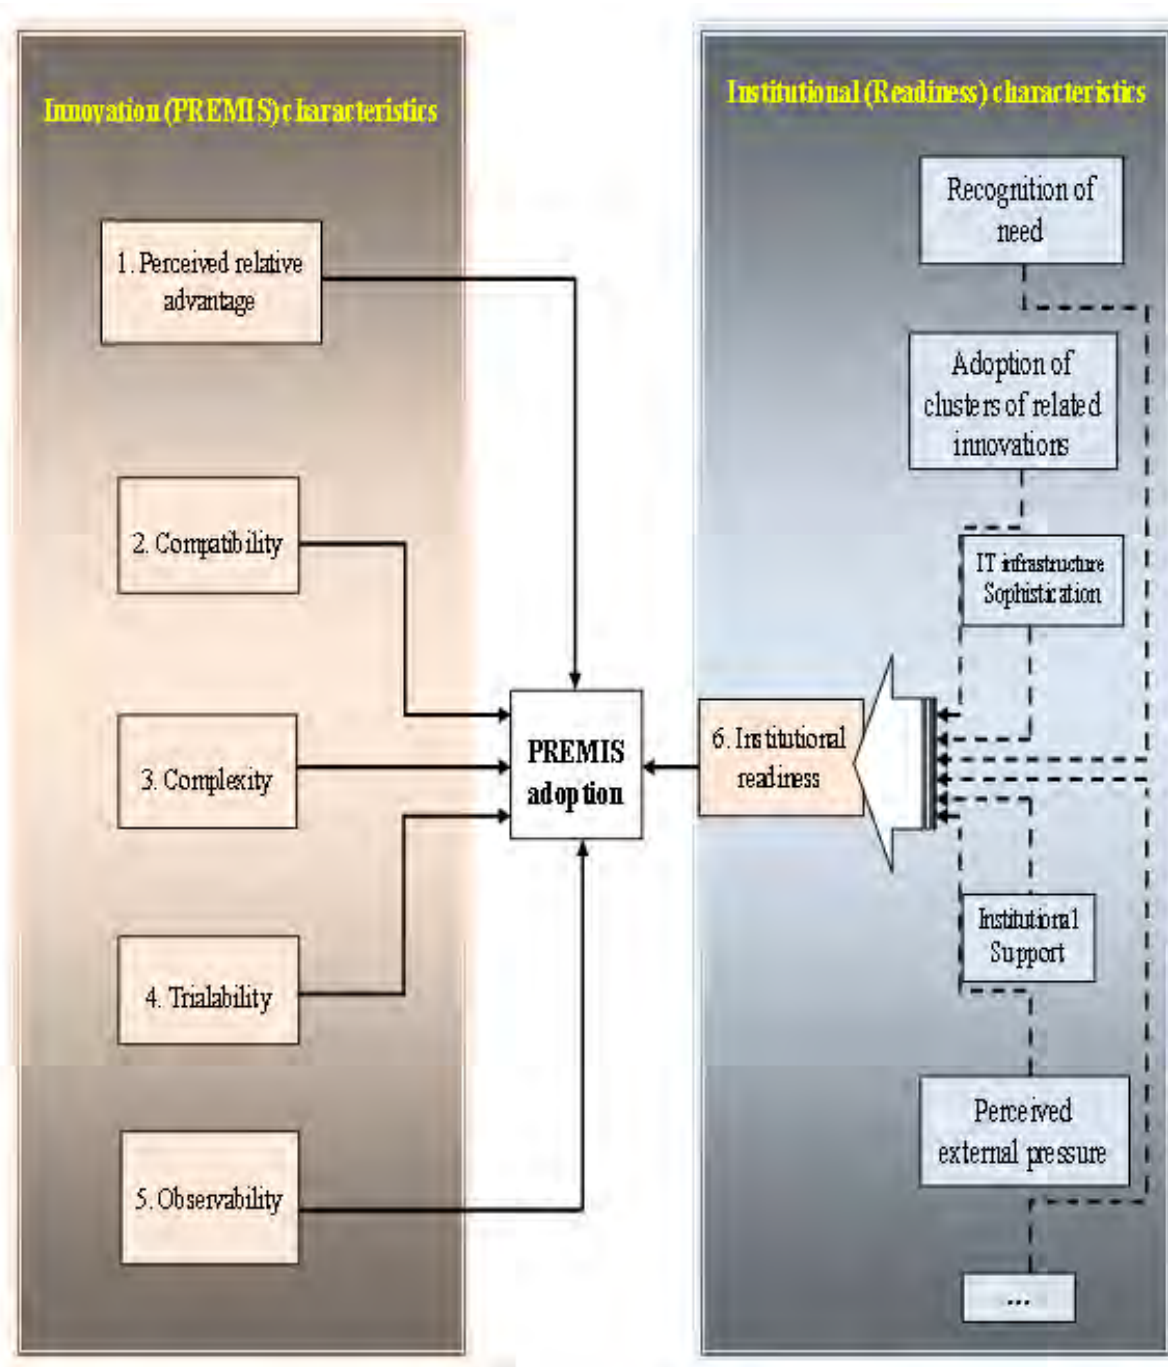 Innovation (PREMIS) characteristics
1. Perceived relative
advantage
2. Compatibility
3. Complexity
4. Trialability
5. Observability
PREMIS
adoption
Institutional (Readiness) characteristics
Recognition of
need
Adoption of
clusters of related
innovations
IT infrastructure
Sophistication
6. Institutional
readiness
Institutional
Support
Perceived
external pressure
...